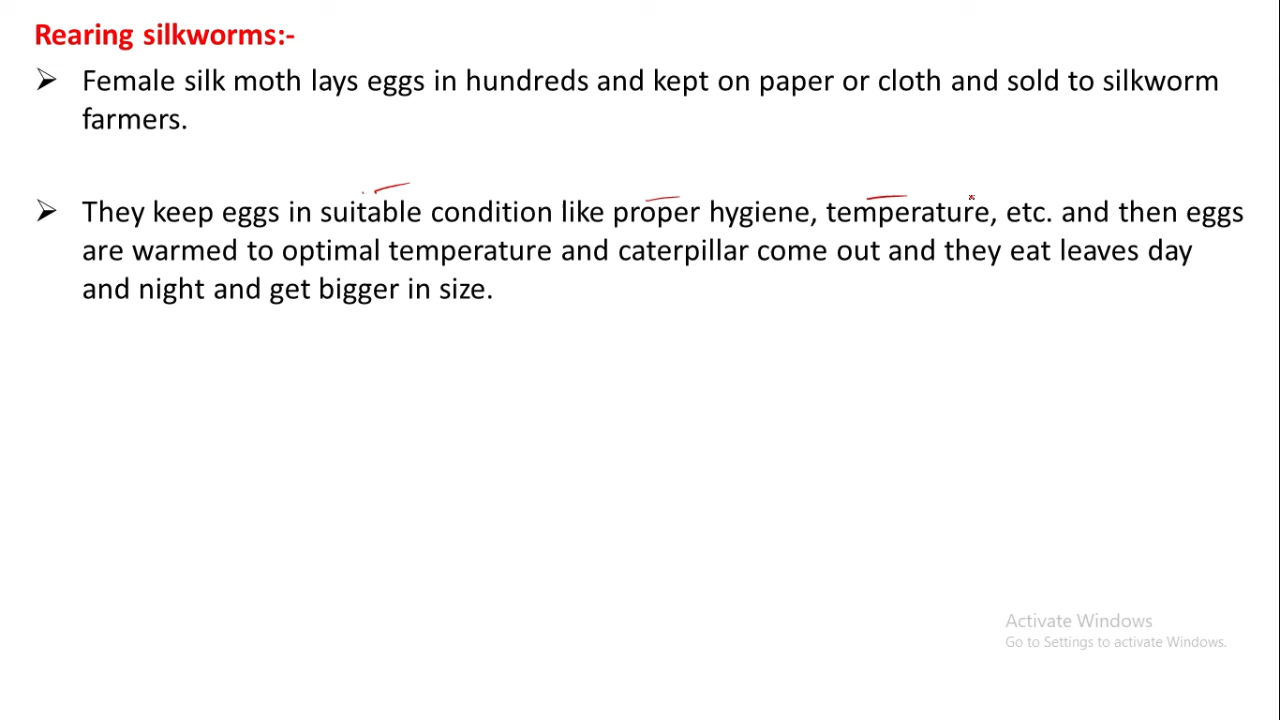 Rearing silkworms:-
➢ Female silk moth lays eggs in hundreds and kept on paper or cloth and sold to silkworm
farmers.
➢ They keep eggs in suitable condition like proper hygiene, temperature, etc. and then eggs
are warmed to optimal temperature and caterpillar come out and they eat leaves day
and night and get bigger in size.
Activate Windows
Go to Settings to activate Windows.